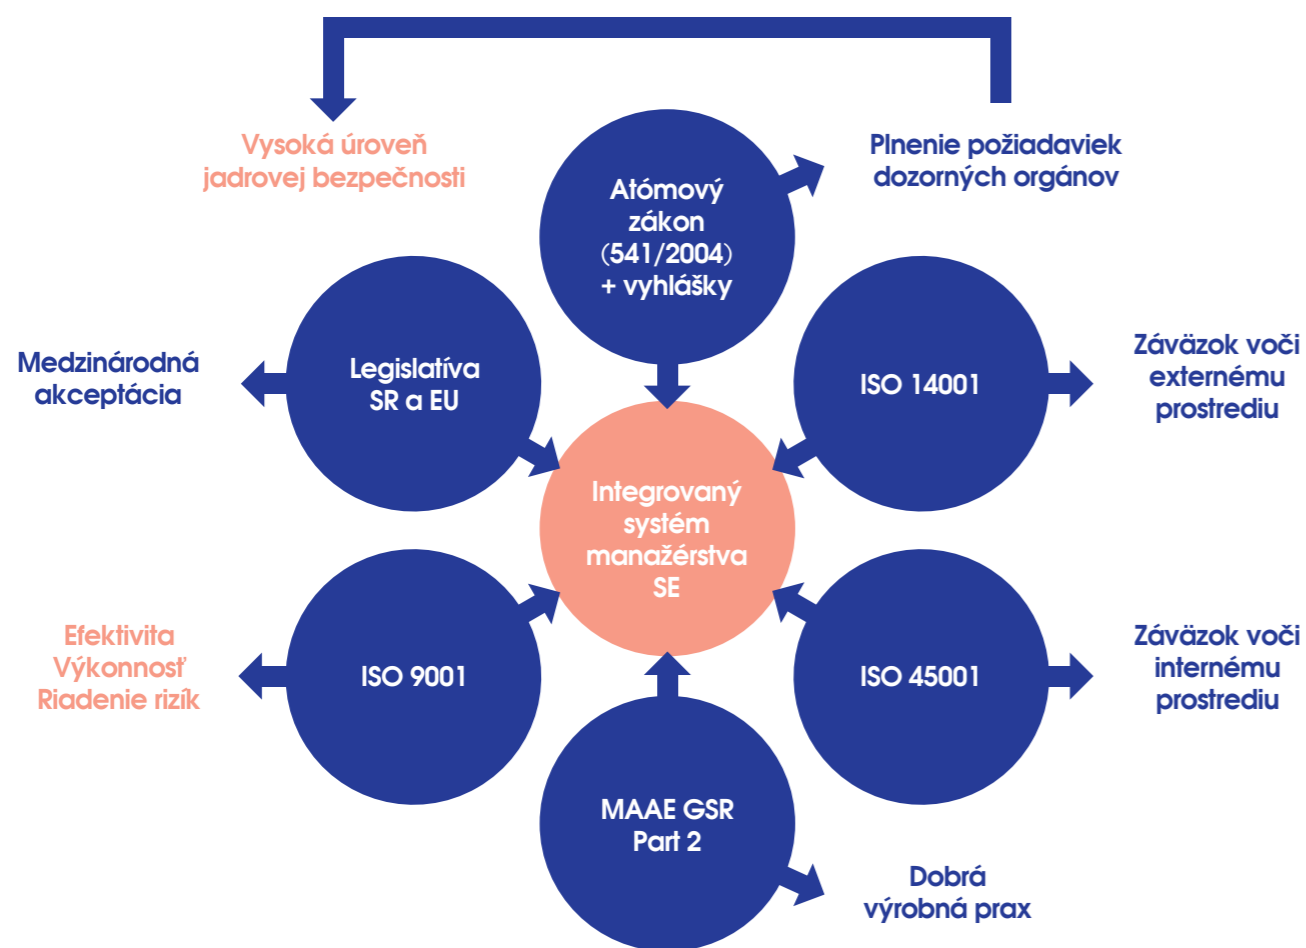 Vysoká úroveň
jadrovej bezpečnosti
Atómový
zákon
(541/2004)
+ vyhlášky
Plnenie požiadaviek
dozorných orgánov
Medzinárodná
akceptácia
Legislatíva
SR a EU
ISO 14001
Záväzok voči
externému
prostrediu
Integrovaný
systém
manažérstva
SE
Efektivita
Výkonnosť
Riadenie rizík
ISO 9001
ISO 45001
Záväzok voči
internému
prostrediu
MAAE GSR
Part 2
Dobrá
výrobná prax